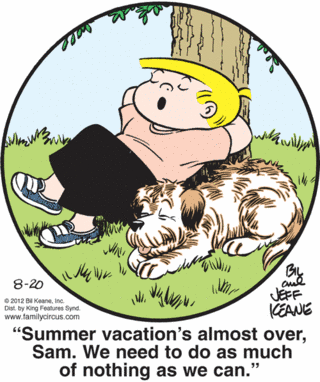 8-20
BIL
and
JEFF
KEANE
© 2012 Bil Keane, Inc.
Dist. by King Features Synd.
www.familycircus.com
“Summer vacation’s almost over,
Sam. We need to do as much
of nothing as we can.”